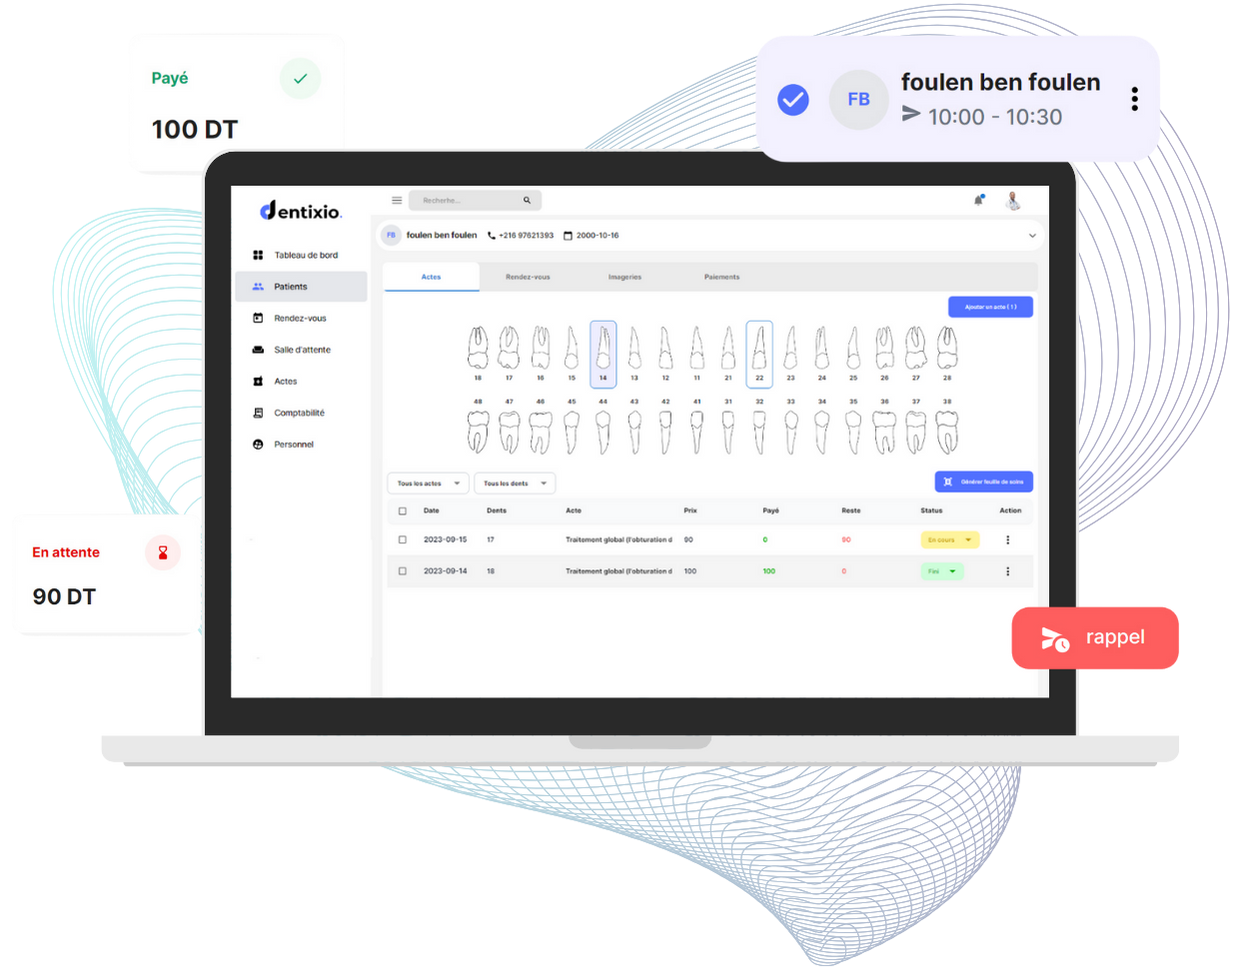 Payé
100 DT
foulen ben foulen
FB
10:00 - 10:30
dentixio.
Recherche...
FB foulen ben foulen +216 97621393 2000-10-16
Tableau de bord
Patients
Rendez-vous
Salle d'attente
Actes
Comptabilité
Personnel
Actes Rendez-vous Imageries Paiements
Ajouter un acte ( 1 )
18 17 16 15 14 13 12 11 21 22 23 24 25 26 27 28
48 47 46 45 44 43 42 41 31 32 33 34 35 36 37 38
Tous les actes Tous les dents Générer feuille de soins
Date Dents Acte Prix Payé Reste Status Action
2023-09-15 17 Traitement global (l'obturation d 90 0 90 En cours
2023-09-14 18 Traitement global (l'obturation d 100 100 0 Fini
En attente
90 DT
rappel